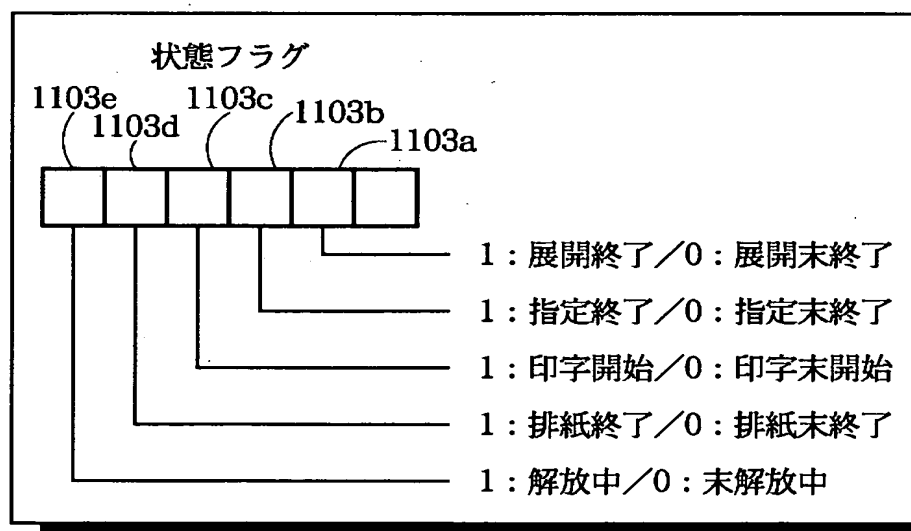 状態フラグ
1103e
1103d
1103c
1103b
1103a
1：展開終了／0：展開末終了
1：指定終了／0：指定末終了
1：印字開始／0：印字末開始
1：排紙終了／0：排紙末終了
1：解放中／0：末解放中